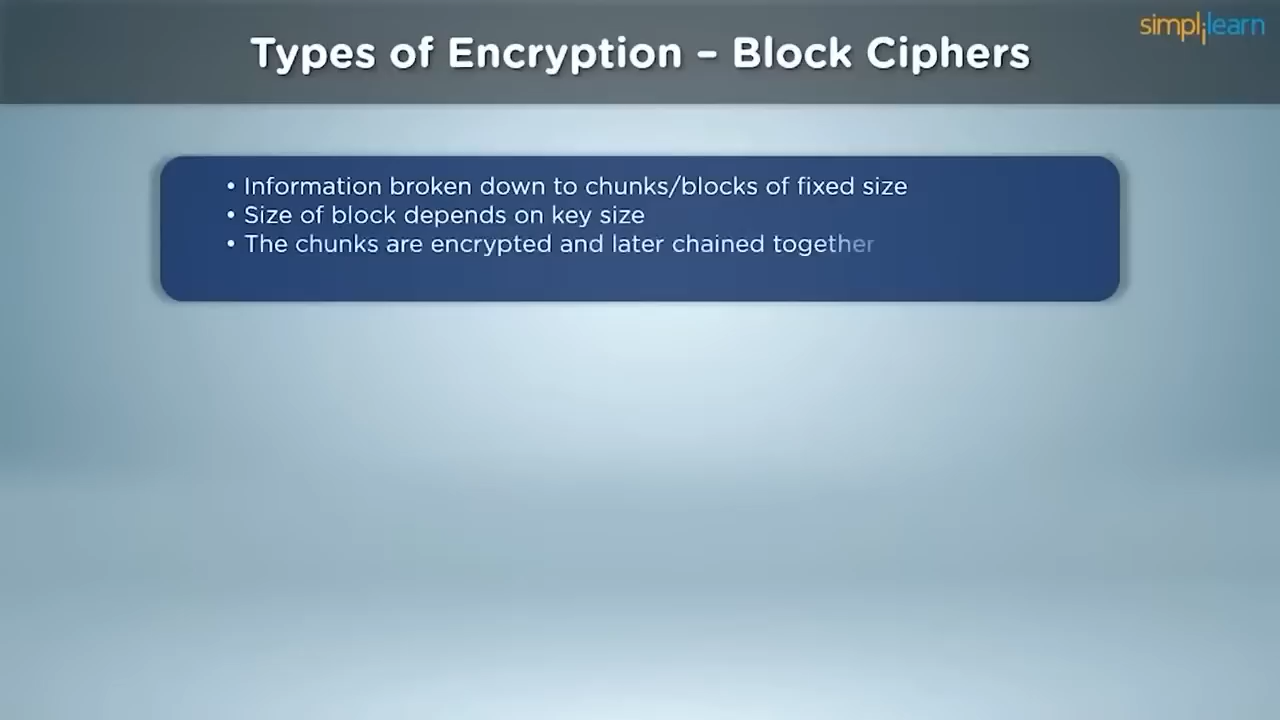 simplilearn
Types of Encryption – Block Ciphers
• Information broken down to chunks/blocks of fixed size
• Size of block depends on key size
• The chunks are encrypted and later chained together